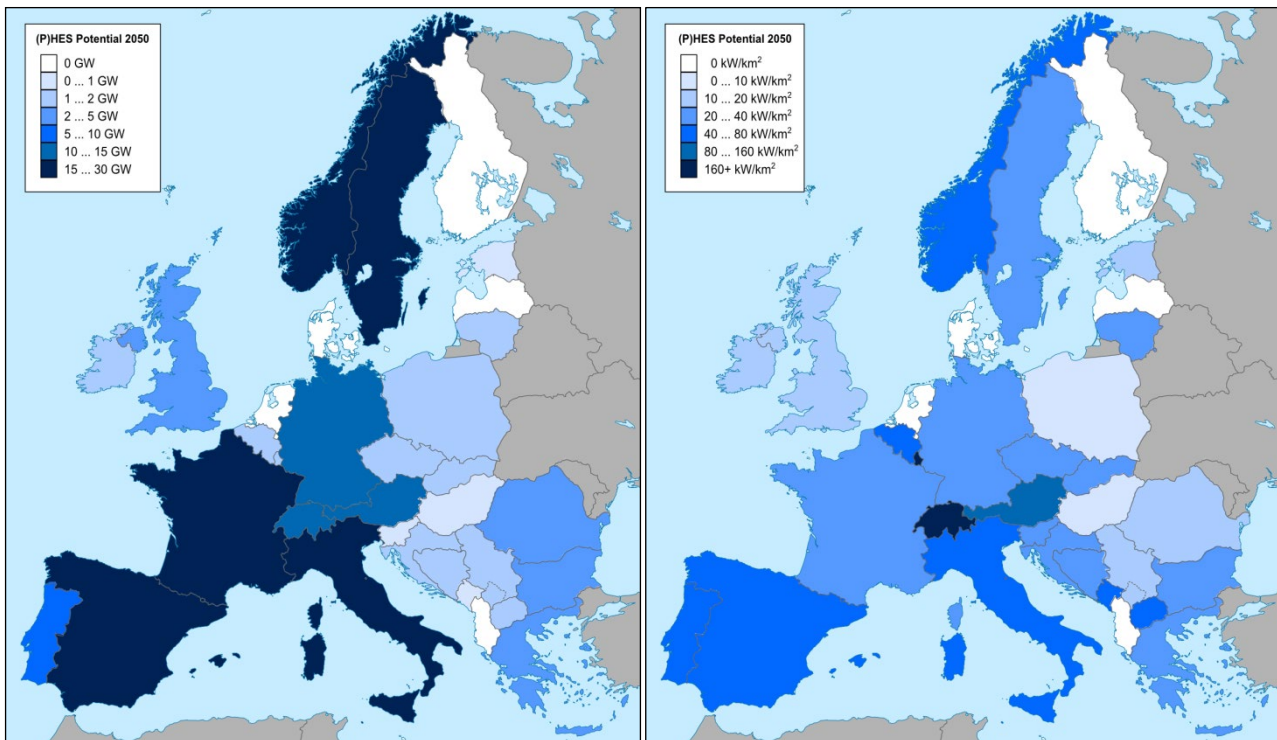 (P)HES Potential 2050
0 GW
0 ... 1 GW
1 ... 2 GW
2 ... 5 GW
5 ... 10 GW
10 ... 15 GW
15 ... 30 GW
(P)HES Potential 2050
0 kW/km²
0 ... 10 kW/km²
10 ... 20 kW/km²
20 ... 40 kW/km²
40 ... 80 kW/km²
80 ... 160 kW/km²
160+ kW/km²